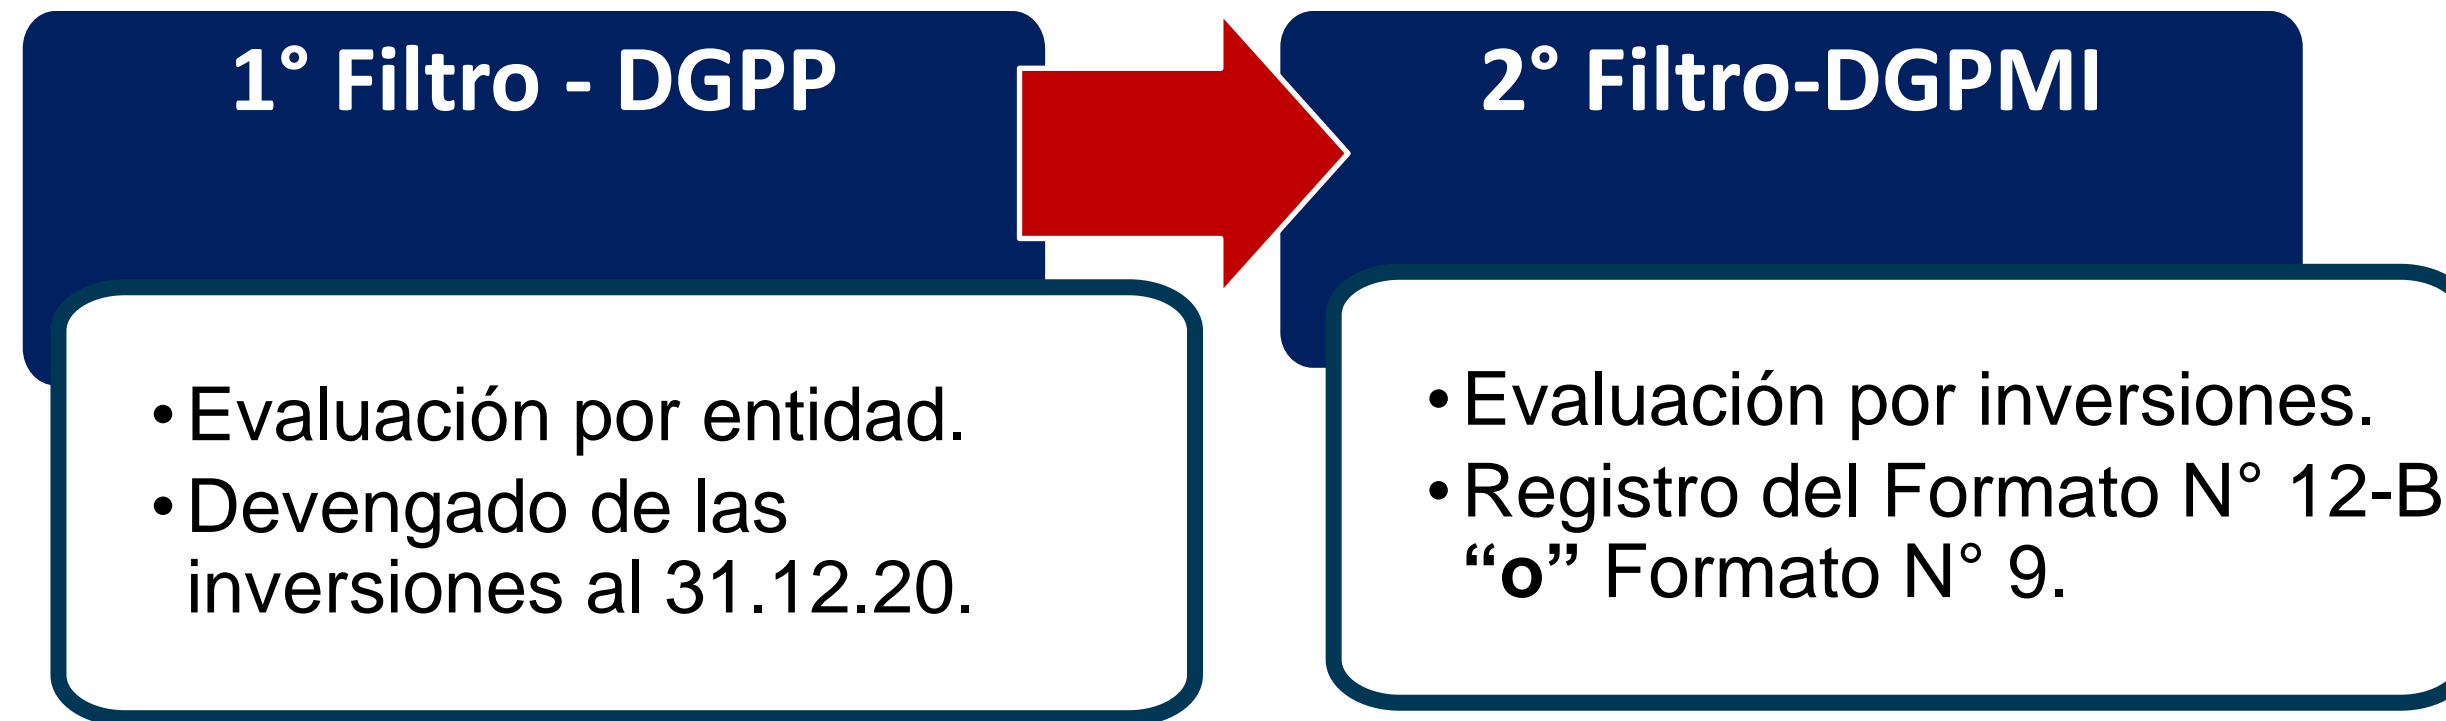 1° Filtro - DGPP
• Evaluación por entidad.
• Devengado de las
inversiones al 31.12.20.
2° Filtro-DGPMI
• Evaluación por inversiones.
• Registro del Formato N° 12-B
“o” Formato N° 9.